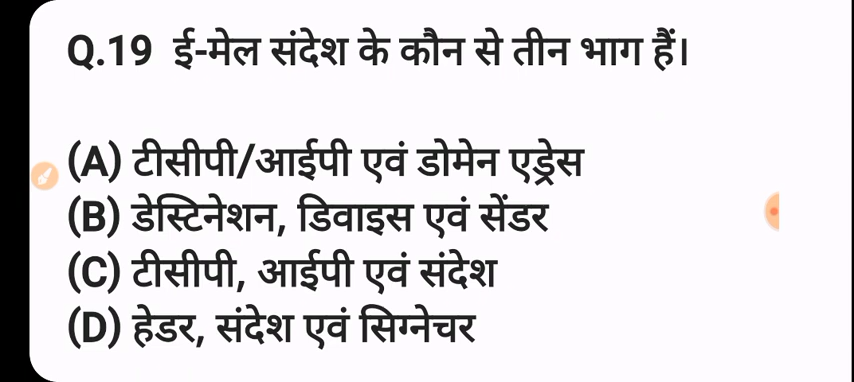 Q.19 ई-मेल संदेश के कौन से तीन भाग हैं।
(A) टीसीपी/आईपी एवं डोमेन एड्रेस
(B) डेस्टिनेशन, डिवाइस एवं सेंडर
(C) टीसीपी, आईपी एवं संदेश
(D) हेडर, संदेश एवं सिग्नेचर